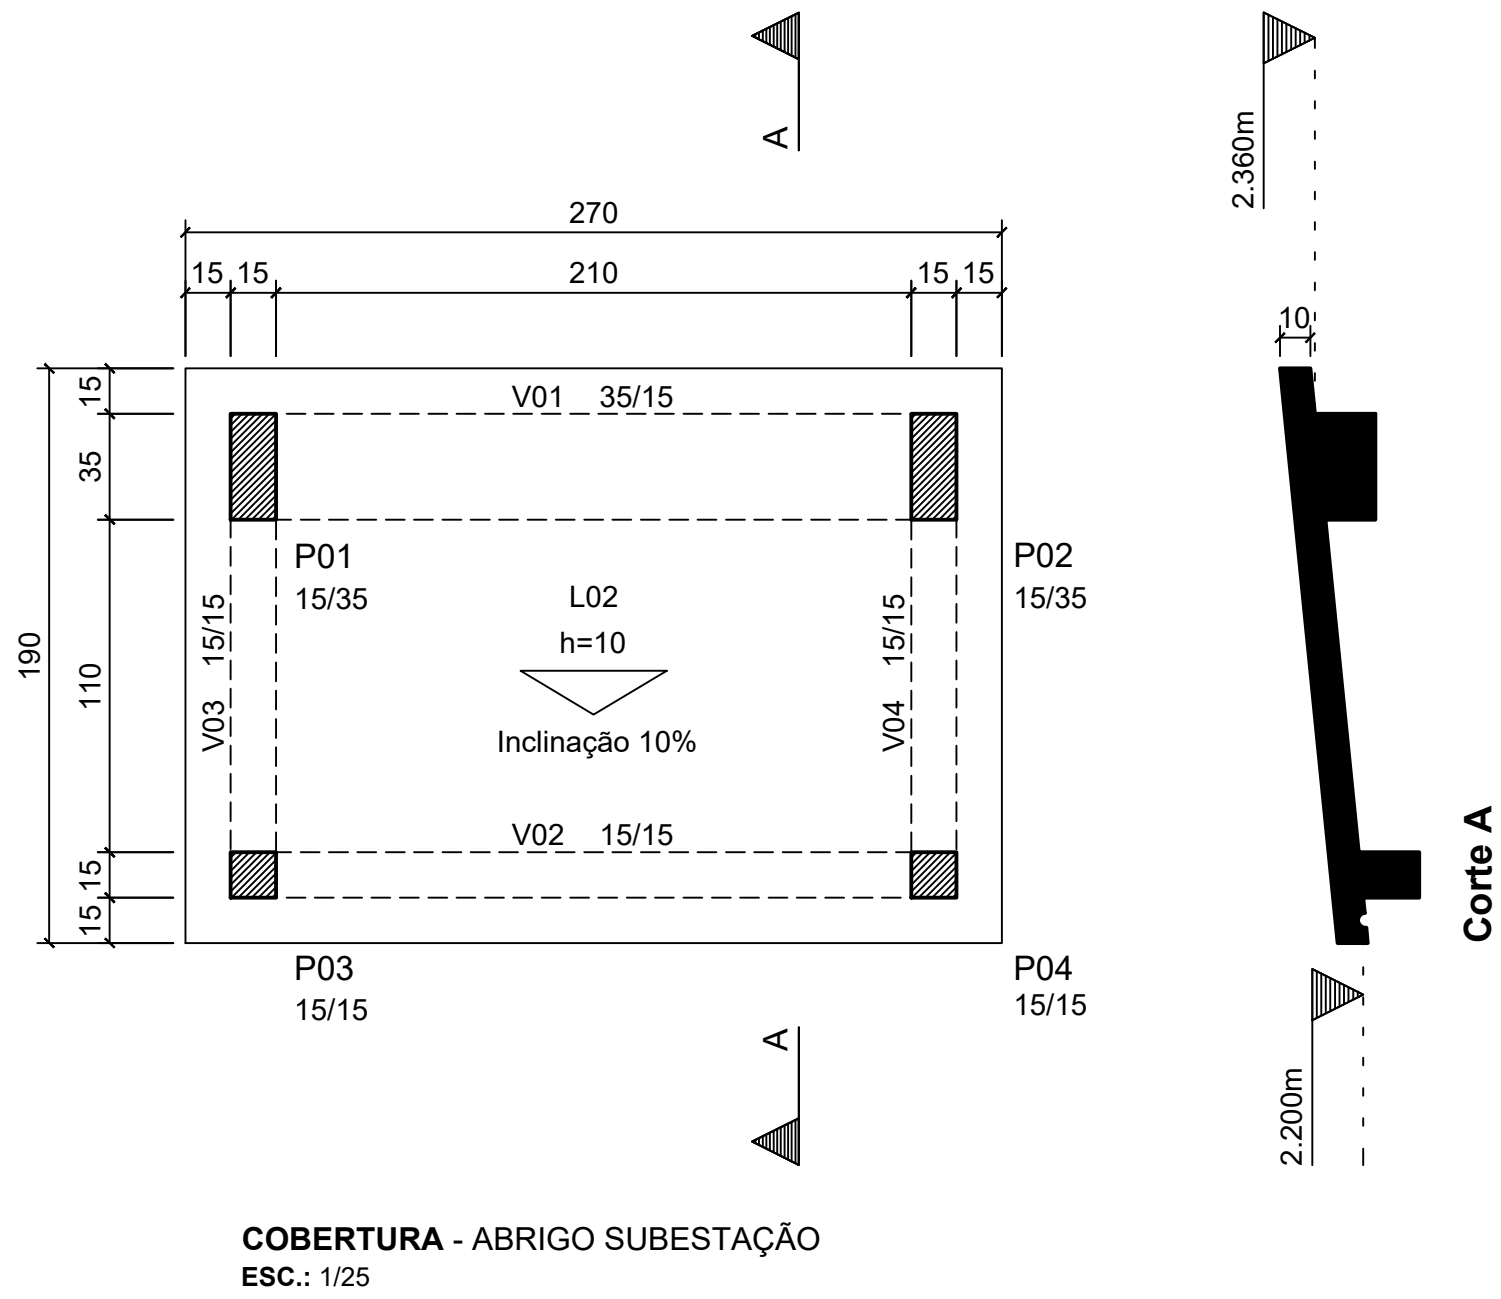 A
2.360m
270
15 15 210 15 15
10
15
35
110
15
15
190
V01 35/15
P01
15/35
P02
15/35
L02
h=10
Inclinação 10%
V03 15/15
V04 15/15
V02 15/15
P03
15/15
P04
15/15
Corte A
A
2.200m
COBERTURA - ABRIGO SUBESTAÇÃO
ESC.: 1/25